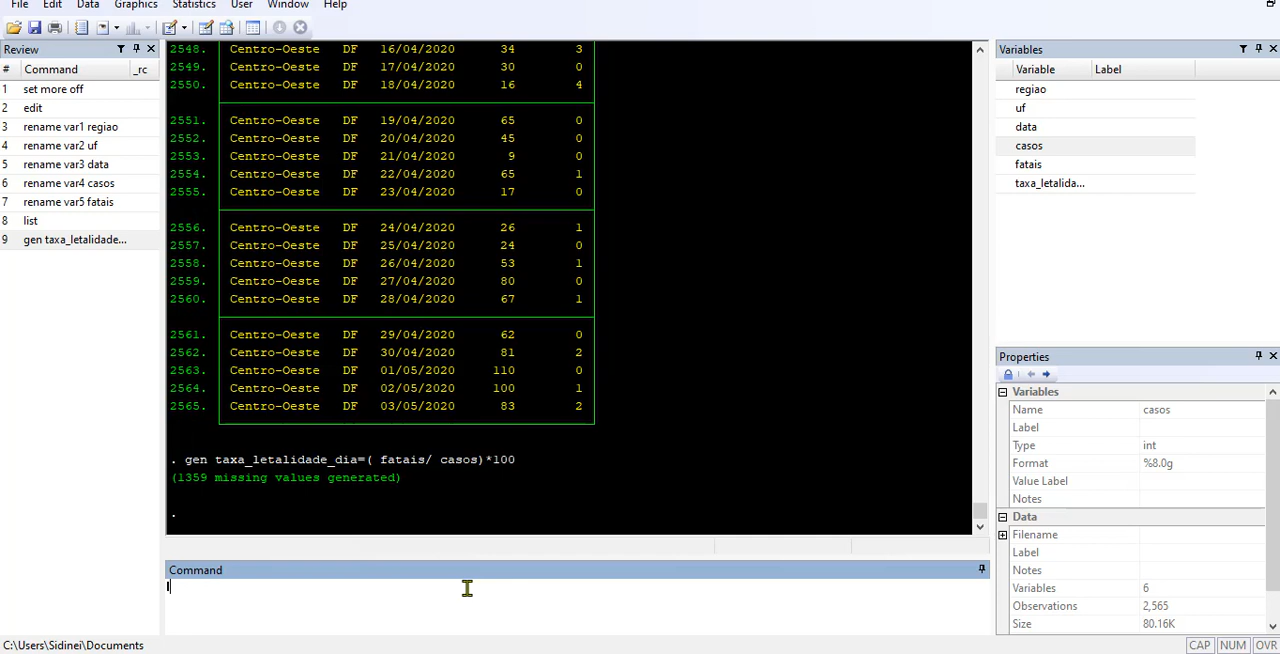 File Edit Data Graphics Statistics User Window Help
Review
# Command _rc
1 set more off
2 edit
3 rename var1 regiao
4 rename var2 uf
5 rename var3 data
6 rename var4 casos
7 rename var5 fatais
8 list
9 gen taxa_letalidade...
2548. Centro-Oeste DF 16/04/2020 34 3
2549. Centro-Oeste DF 17/04/2020 30 0
2550. Centro-Oeste DF 18/04/2020 16 4
2551. Centro-Oeste DF 19/04/2020 65 0
2552. Centro-Oeste DF 20/04/2020 45 0
2553. Centro-Oeste DF 21/04/2020 9 0
2554. Centro-Oeste DF 22/04/2020 65 1
2555. Centro-Oeste DF 23/04/2020 17 0
2556. Centro-Oeste DF 24/04/2020 26 1
2557. Centro-Oeste DF 25/04/2020 24 0
2558. Centro-Oeste DF 26/04/2020 53 1
2559. Centro-Oeste DF 27/04/2020 80 0
2560. Centro-Oeste DF 28/04/2020 67 1
2561. Centro-Oeste DF 29/04/2020 62 0
2562. Centro-Oeste DF 30/04/2020 81 2
2563. Centro-Oeste DF 01/05/2020 110 0
2564. Centro-Oeste DF 02/05/2020 100 1
2565. Centro-Oeste DF 03/05/2020 83 2
. gen taxa_letalidade_dia=( fatais/ casos)*100
(1359 missing values generated)
.
Command
l
Variables
Variable Label
regiao
uf
data
casos
fatais
taxa_letalida...
Properties
Variables
Name casos
Label
Type int
Format %8.0g
Value Label
Notes
Data
Filename
Label
Notes
Variables 6
Observations 2,565
Size 80.16K
C:\Users\Sidinei\Documents
CAP NUM OVR